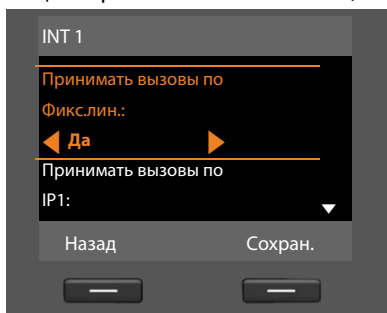 INT 1
Принимать вызовы по
Фикс.лин.:
Да
Принимать вызовы по
IP1:
Назад Сохран.